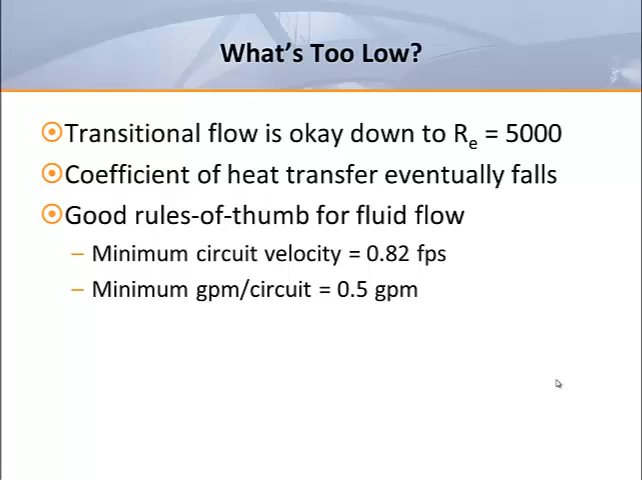 What's Too Low?
Transitional flow is okay down to Re = 5000
Coefficient of heat transfer eventually falls
Good rules-of-thumb for fluid flow
– Minimum circuit velocity = 0.82 fps
– Minimum gpm/circuit = 0.5 gpm